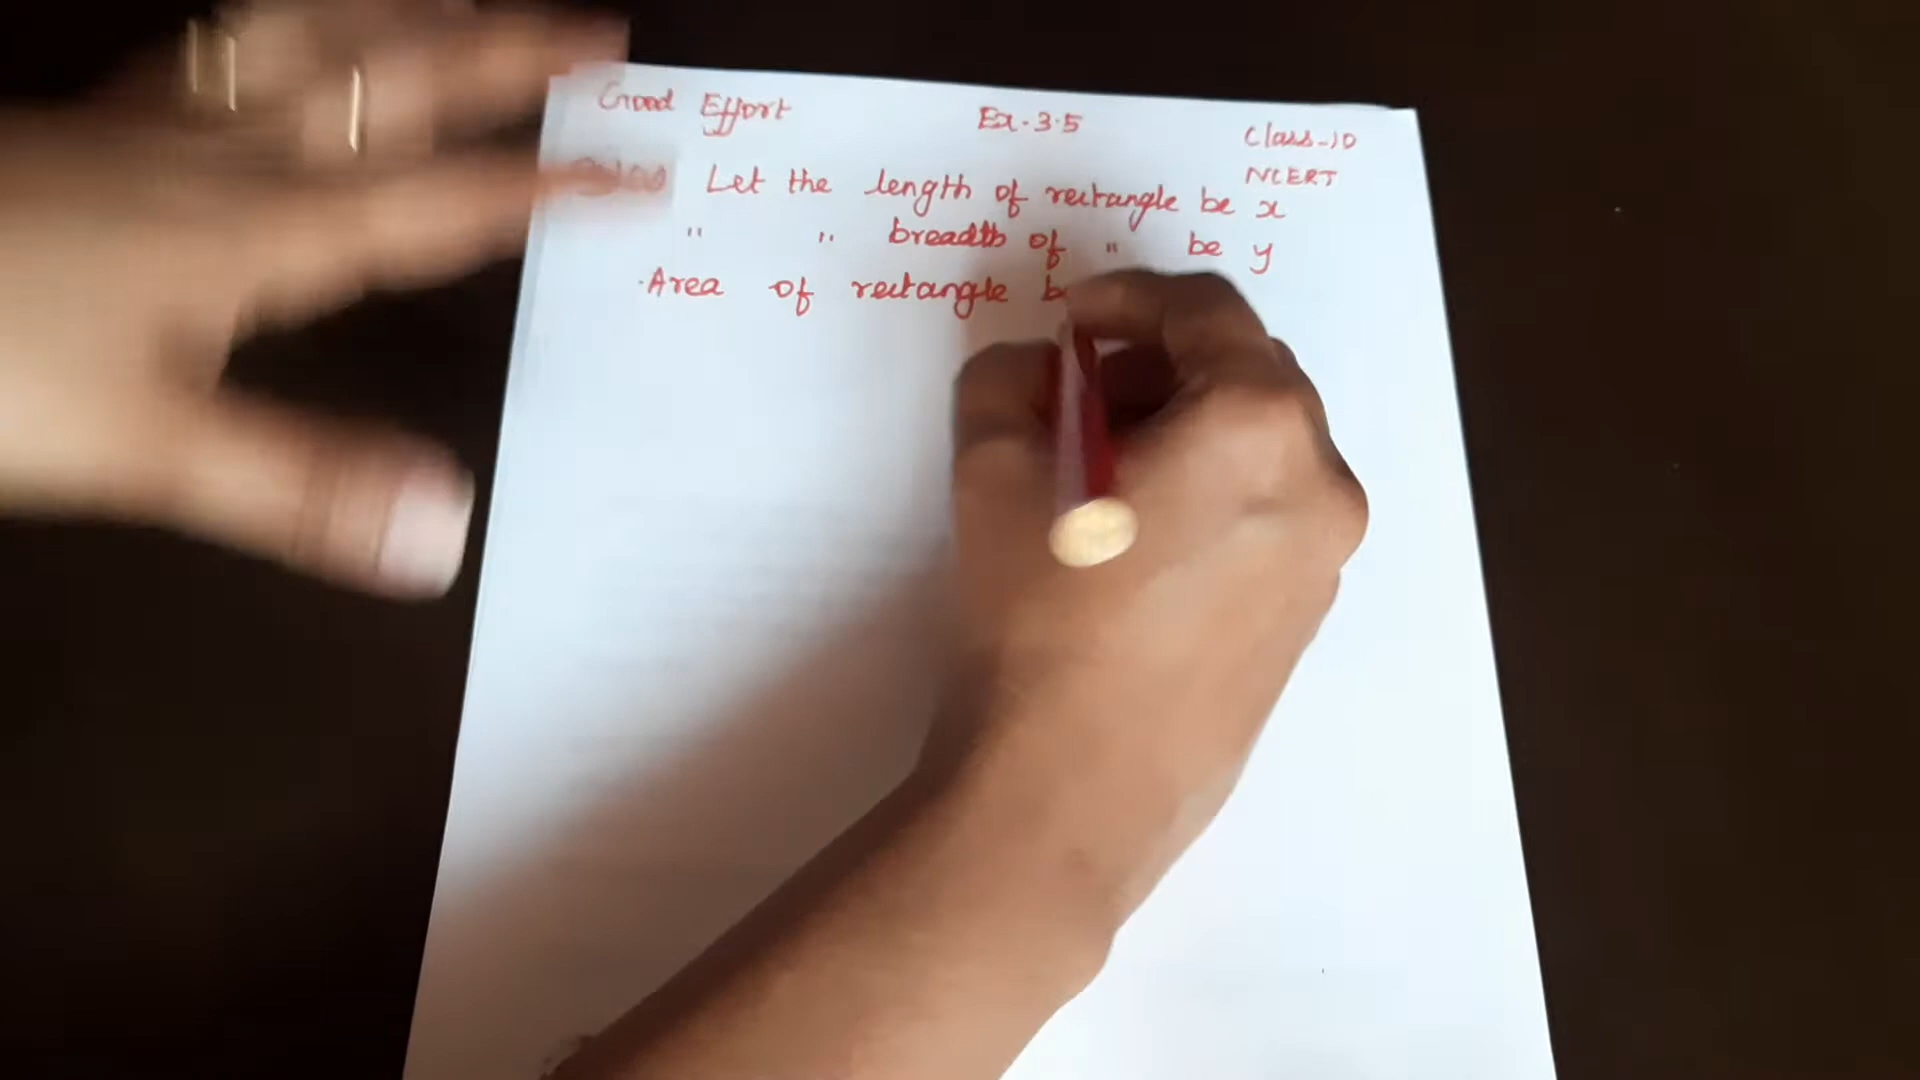 Good Effort Ex-3.5 Class-10
NCERT
Let the length of rectangle be x
" " breadth of " be y
Area of rectangle